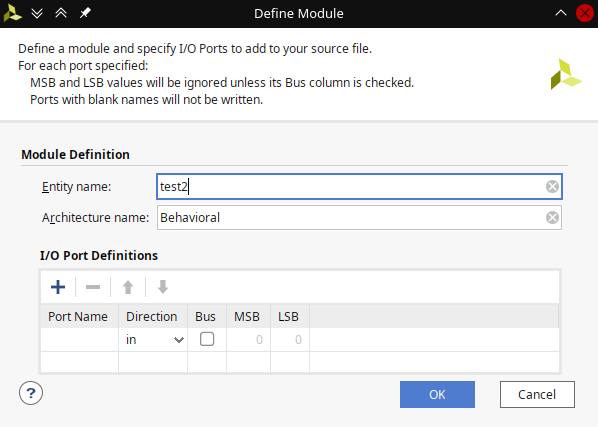 Define Module
Define a module and specify I/O Ports to add to your source file.
For each port specified:
MSB and LSB values will be ignored unless its Bus column is checked.
Ports with blank names will not be written.
Module Definition
Entity name: test2
Architecture name: Behavioral
I/O Port Definitions
Port Name Direction Bus MSB LSB
in 0 0
? OK Cancel